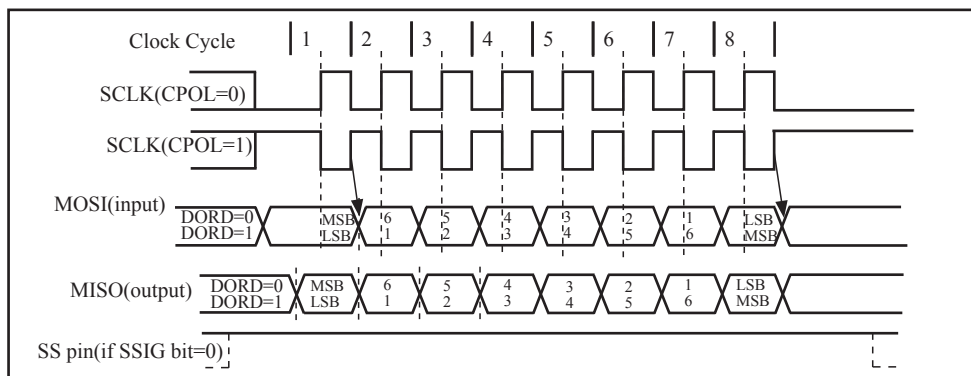 Clock Cycle 1 2 3 4 5 6 7 8
SCLK(CPOL=0)
SCLK(CPOL=1)
MOSI(input)
DORD=0 MSB 6 5 4 3 2 1 LSB
DORD=1 LSB 1 2 3 4 5 6 MSB
MISO(output)
DORD=0 MSB 6 5 4 3 2 1 LSB
DORD=1 LSB 1 2 3 4 5 6 MSB
SS pin(if SSIG bit=0)